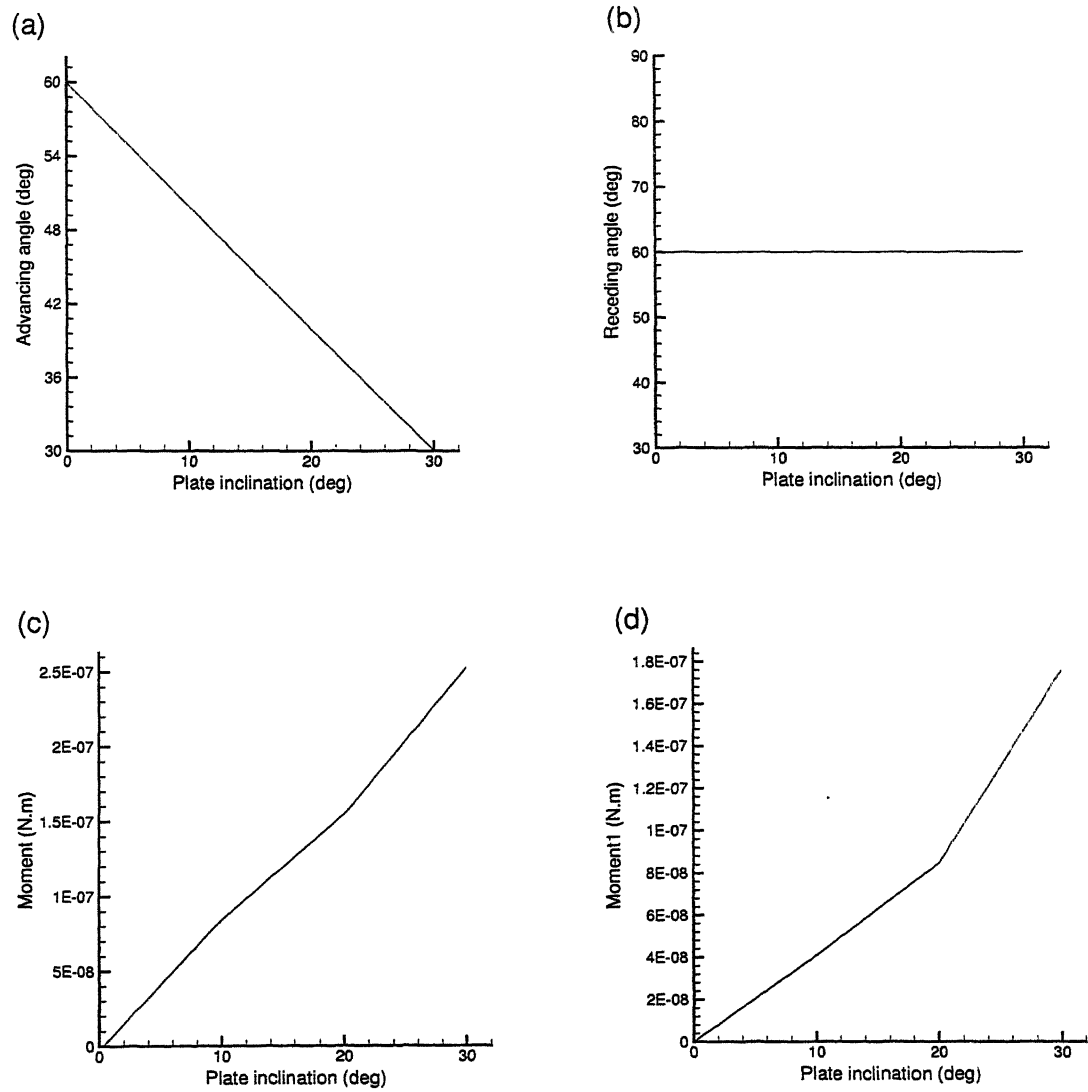 (a)
60
54
48
42
36
30
Advancing angle (deg)
0
10
20
30
Plate inclination (deg)
(b)
90
80
70
60
50
40
30
Receding angle (deg)
0
10
20
30
Plate inclination (deg)
(c)
2.5E-07
2E-07
1.5E-07
1E-07
5E-08
0
Moment (N.m)
0
10
20
30
Plate inclination (deg)
(d)
1.8E-07
1.6E-07
1.4E-07
1.2E-07
1E-07
8E-08
6E-08
4E-08
2E-08
0
Moment1 (N.m)
0
10
20
30
Plate inclination (deg)